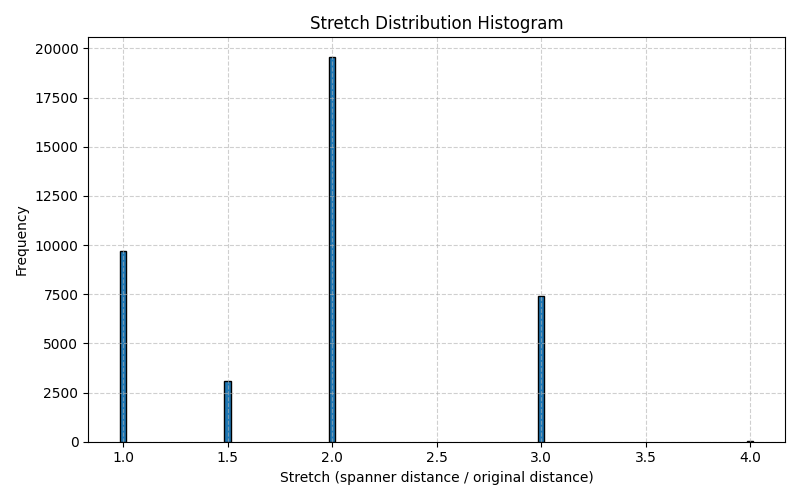 Stretch Distribution Histogram
Frequency
20000
17500
15000
12500
10000
7500
5000
2500
0
1.0 1.5 2.0 2.5 3.0 3.5 4.0
Stretch (spanner distance / original distance)